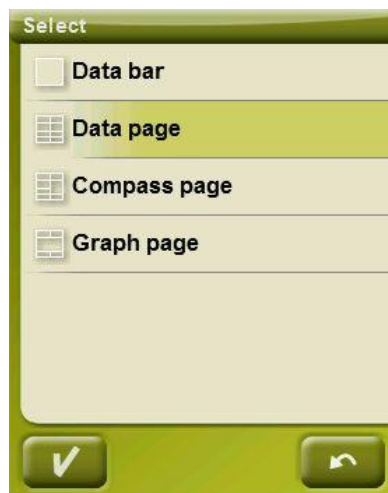 Select
Data bar
Data page
Compass page
Graph page